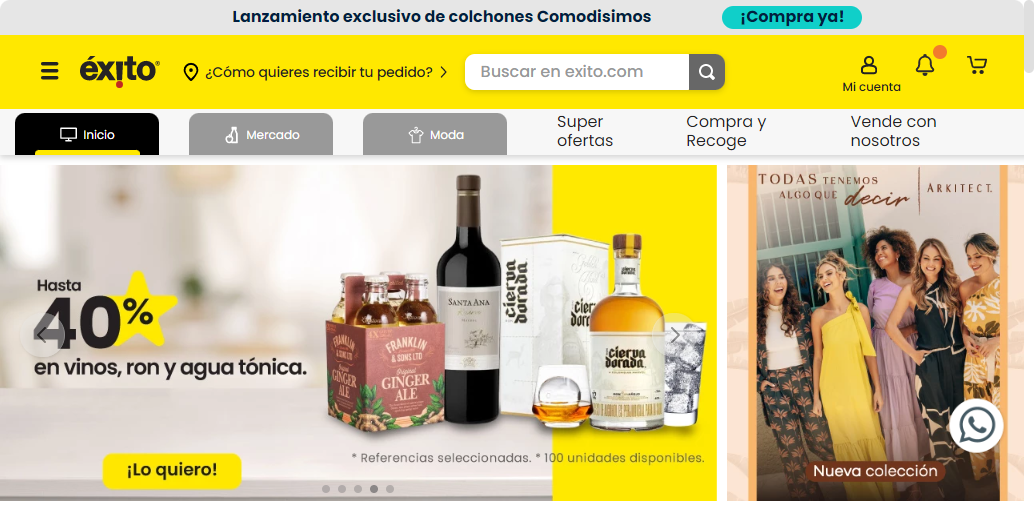 Lanzamiento exclusivo de colchones Comodisimos
¡Compra ya!
éxito
¿Cómo quieres recibir tu pedido?
Buscar en exito.com
Mi cuenta
Inicio
Mercado
Moda
Super
ofertas
Compra y
Recoge
Vende con
nosotros
Hasta
40%
en vinos, ron y agua tónica.
FRANKLIN
& SONS LTD
Original
GINGER
ALE
SANTA ANA
cierva
dorada
cierva
dorada
* Referencias seleccionadas. * 100 unidades disponibles.
¡Lo quiero!
TODAS TENEMOS
ALGO QUE decir
ARKITECT.
Nueva colección